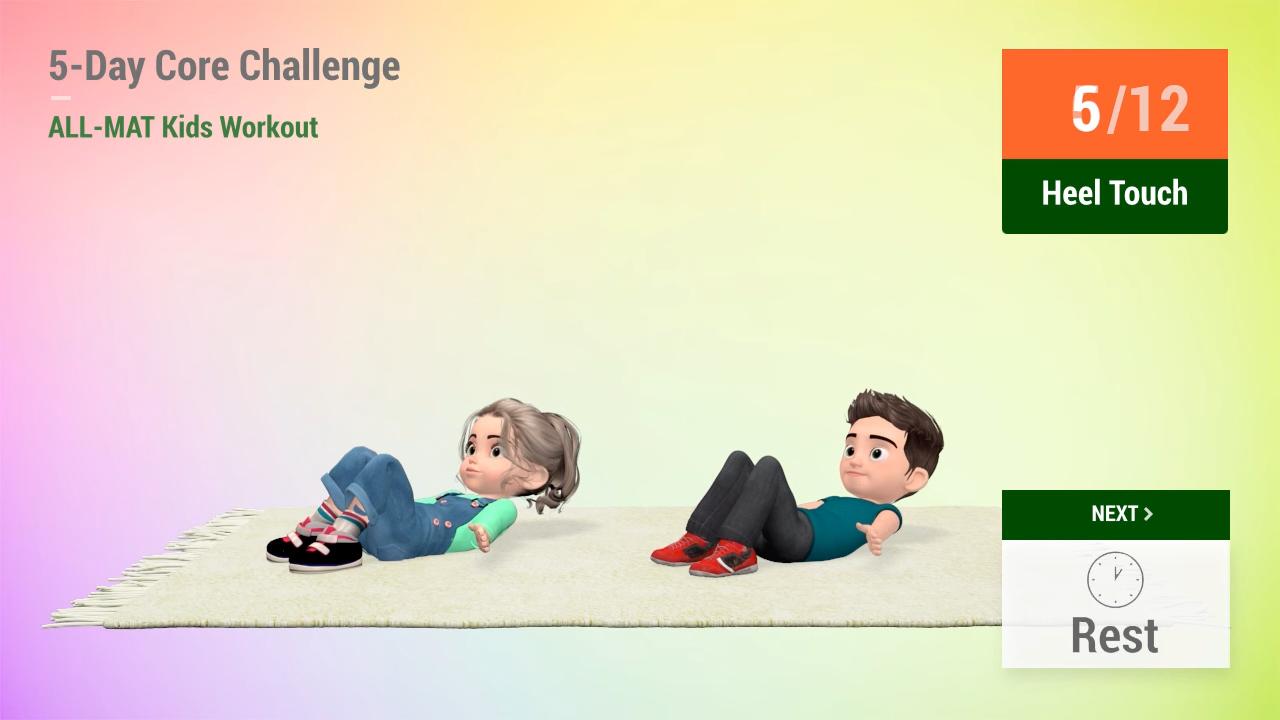 5-Day Core Challenge
ALL-MAT Kids Workout
5/12
Heel Touch
NEXT >
Rest